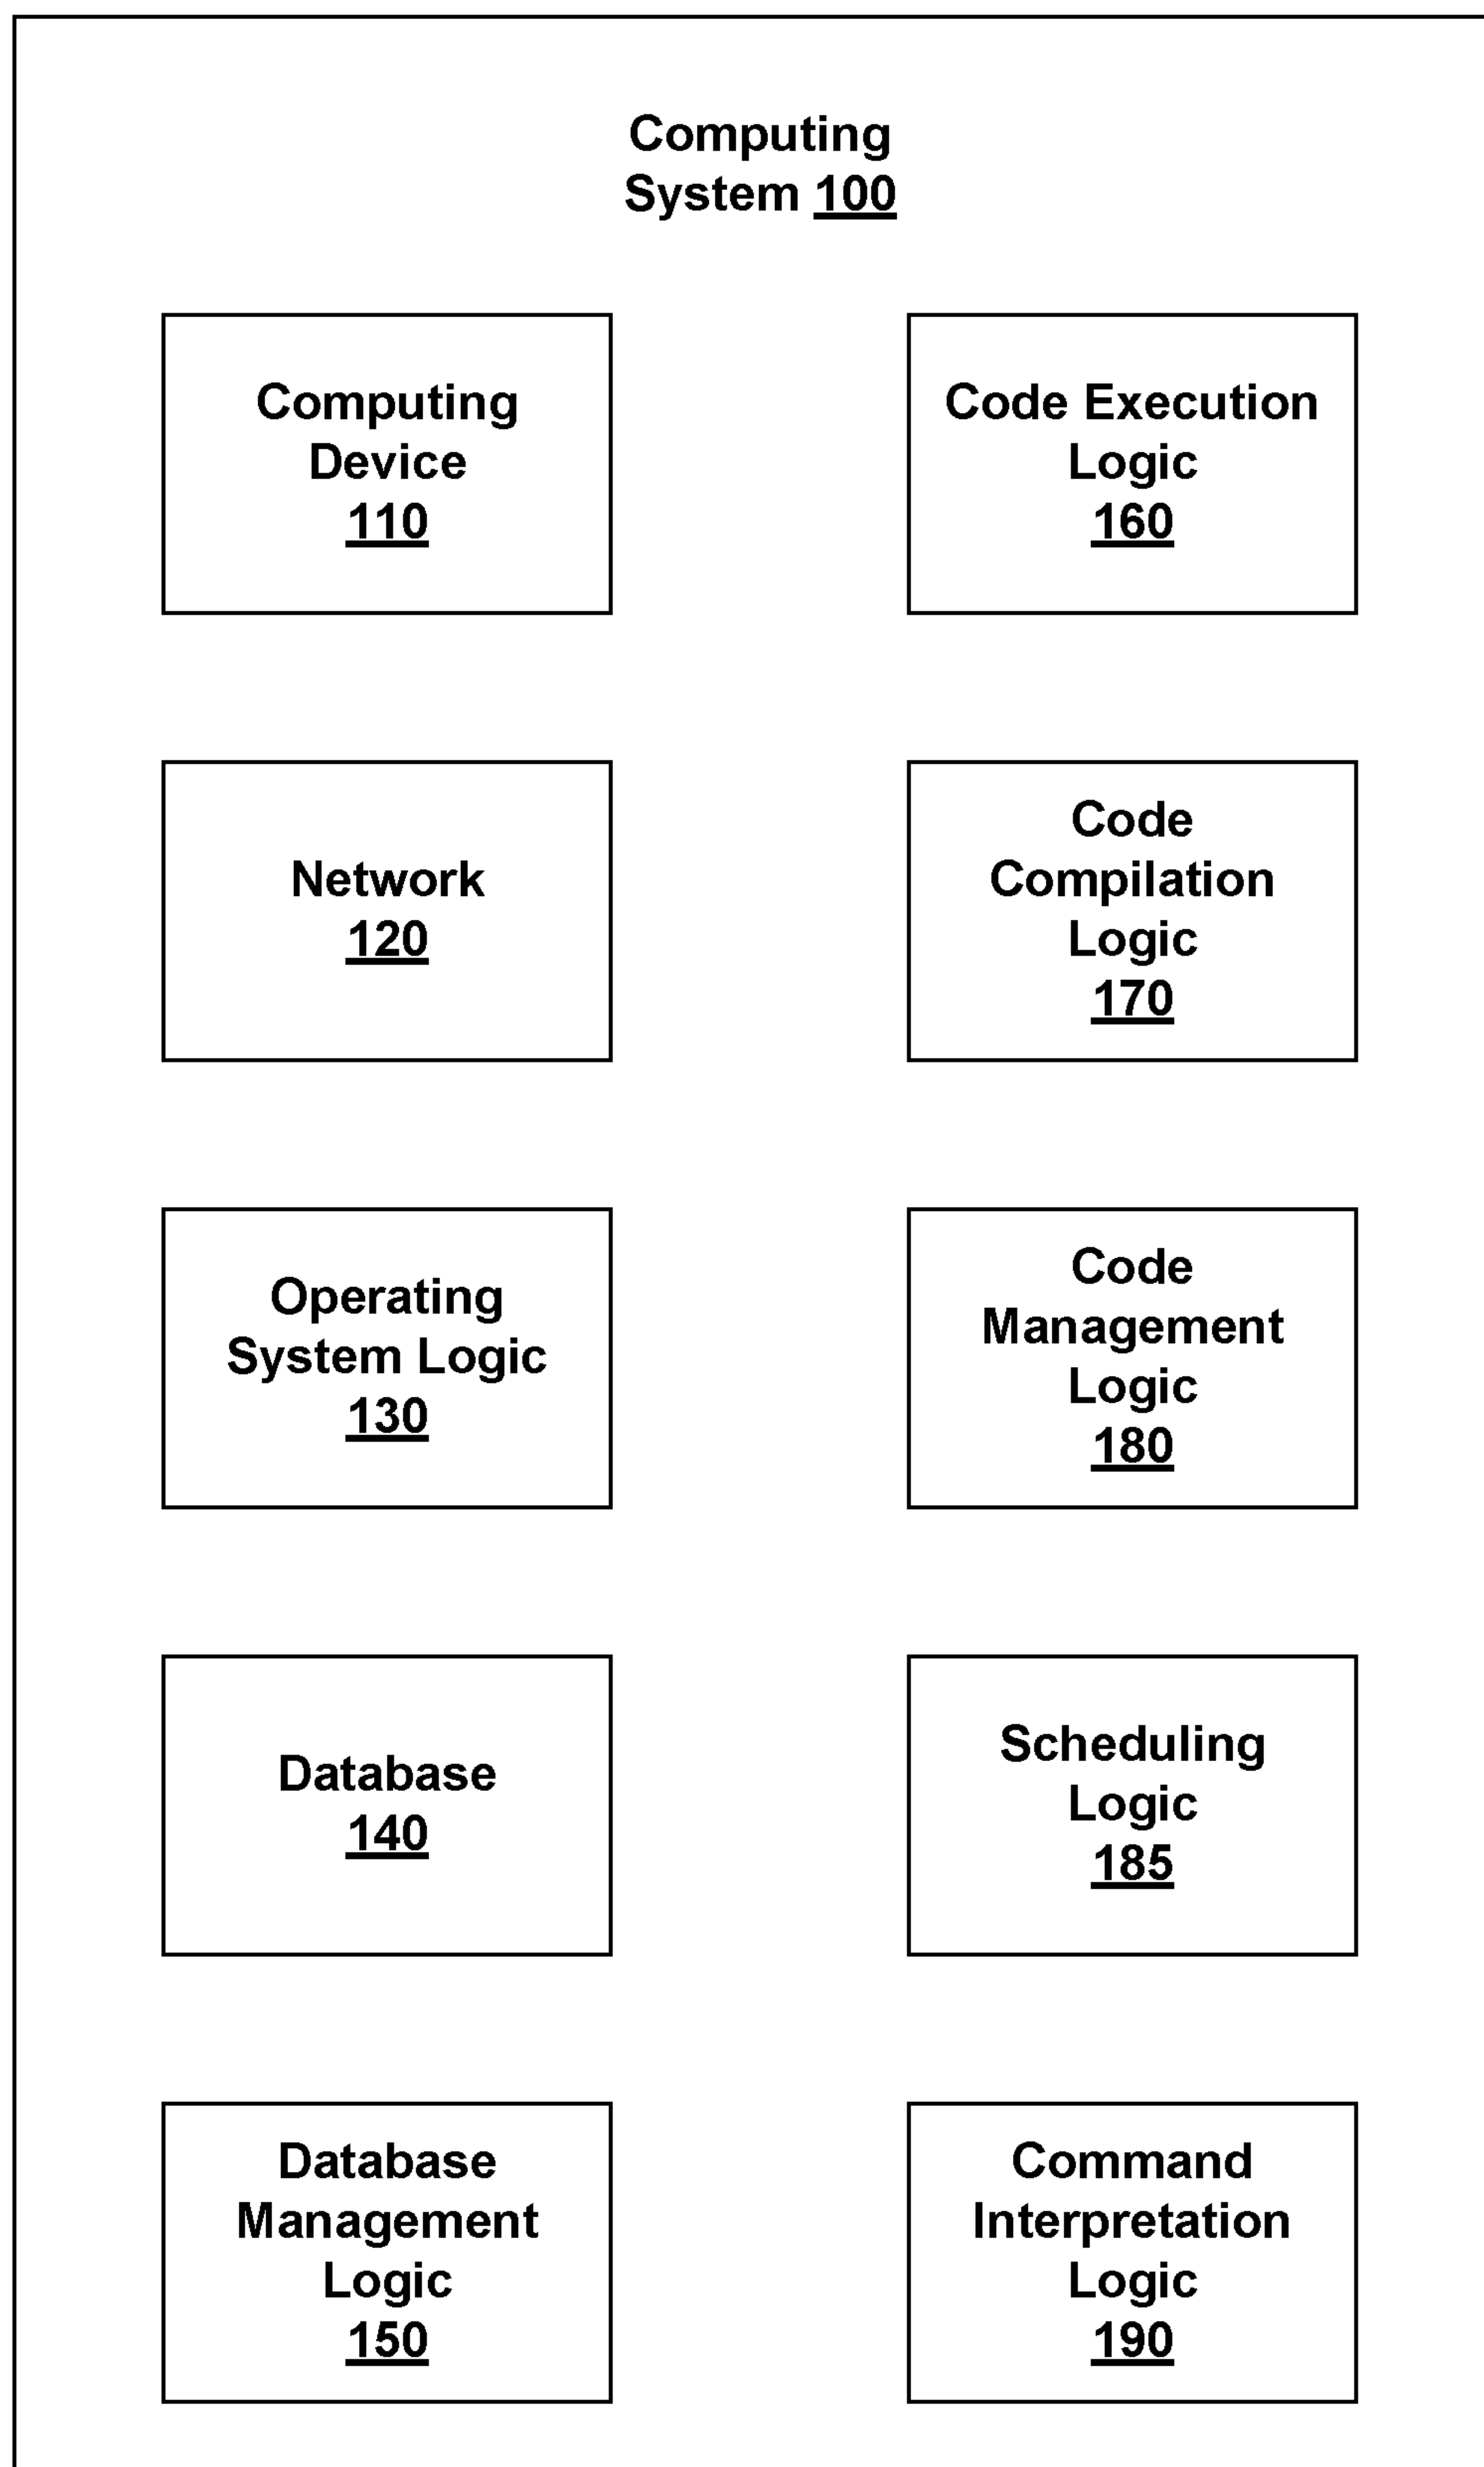 Computing
System 100
Computing
Device
110
Code Execution
Logic
160
Network
120
Code
Compilation
Logic
170
Operating
System Logic
130
Code
Management
Logic
180
Database
140
Scheduling
Logic
185
Database
Management
Logic
150
Command
Interpretation
Logic
190